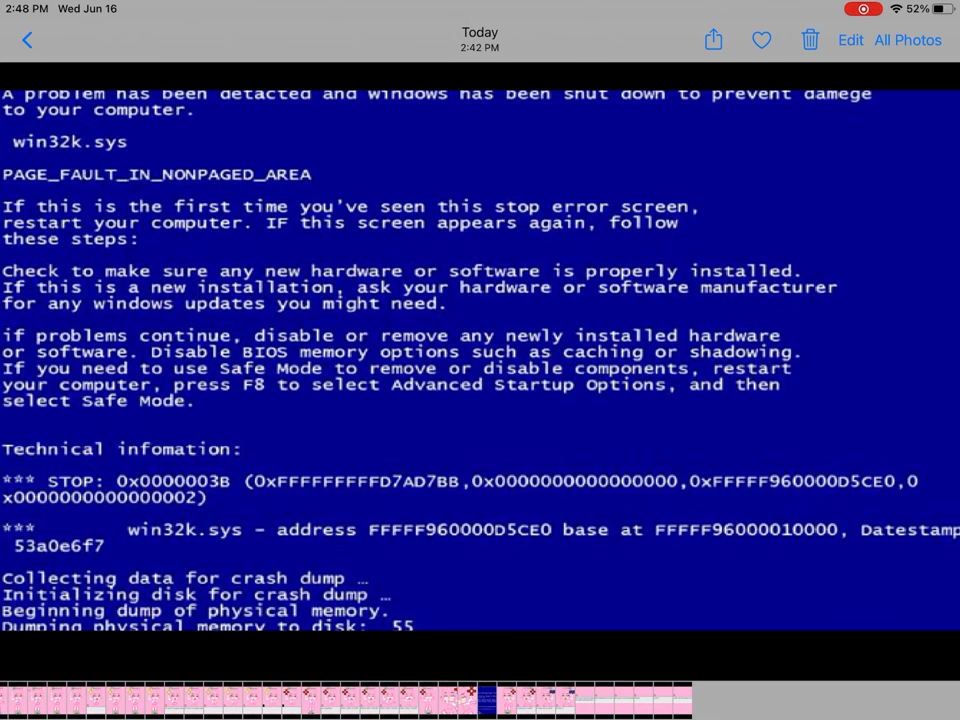 2:48 PM Wed Jun 16
52%
Today
2:42 PM
Edit All Photos
A problem has been detected and windows has been shut down to prevent damege
to your computer.
win32k.sys
PAGE_FAULT_IN_NONPAGED_AREA
If this is the first time you've seen this stop error screen,
restart your computer. IF this screen appears again, follow
these steps:
Check to make sure any new hardware or software is properly installed.
If this is a new installation, ask your hardware or software manufacturer
for any windows updates you might need.
if problems continue, disable or remove any newly installed hardware
or software. Disable BIOS memory options such as caching or shadowing.
If you need to use Safe Mode to remove or disable components, restart
your computer, press F8 to select Advanced Startup Options, and then
select Safe Mode.
Technical infomation:
*** STOP: 0x0000003B (0xFFFFFFFFFD7AD7BB,0x0000000000000000,0xFFFFF960000D5CE0,0
x0000000000000002)
*** win32k.sys – address FFFFF960000D5CE0 base at FFFFF96000010000, Datestamp
53a0e6f7
Collecting data for crash dump ...
Initializing disk for crash dump ...
Beginning dump of physical memory.
Dumping physical memory to disk: 55